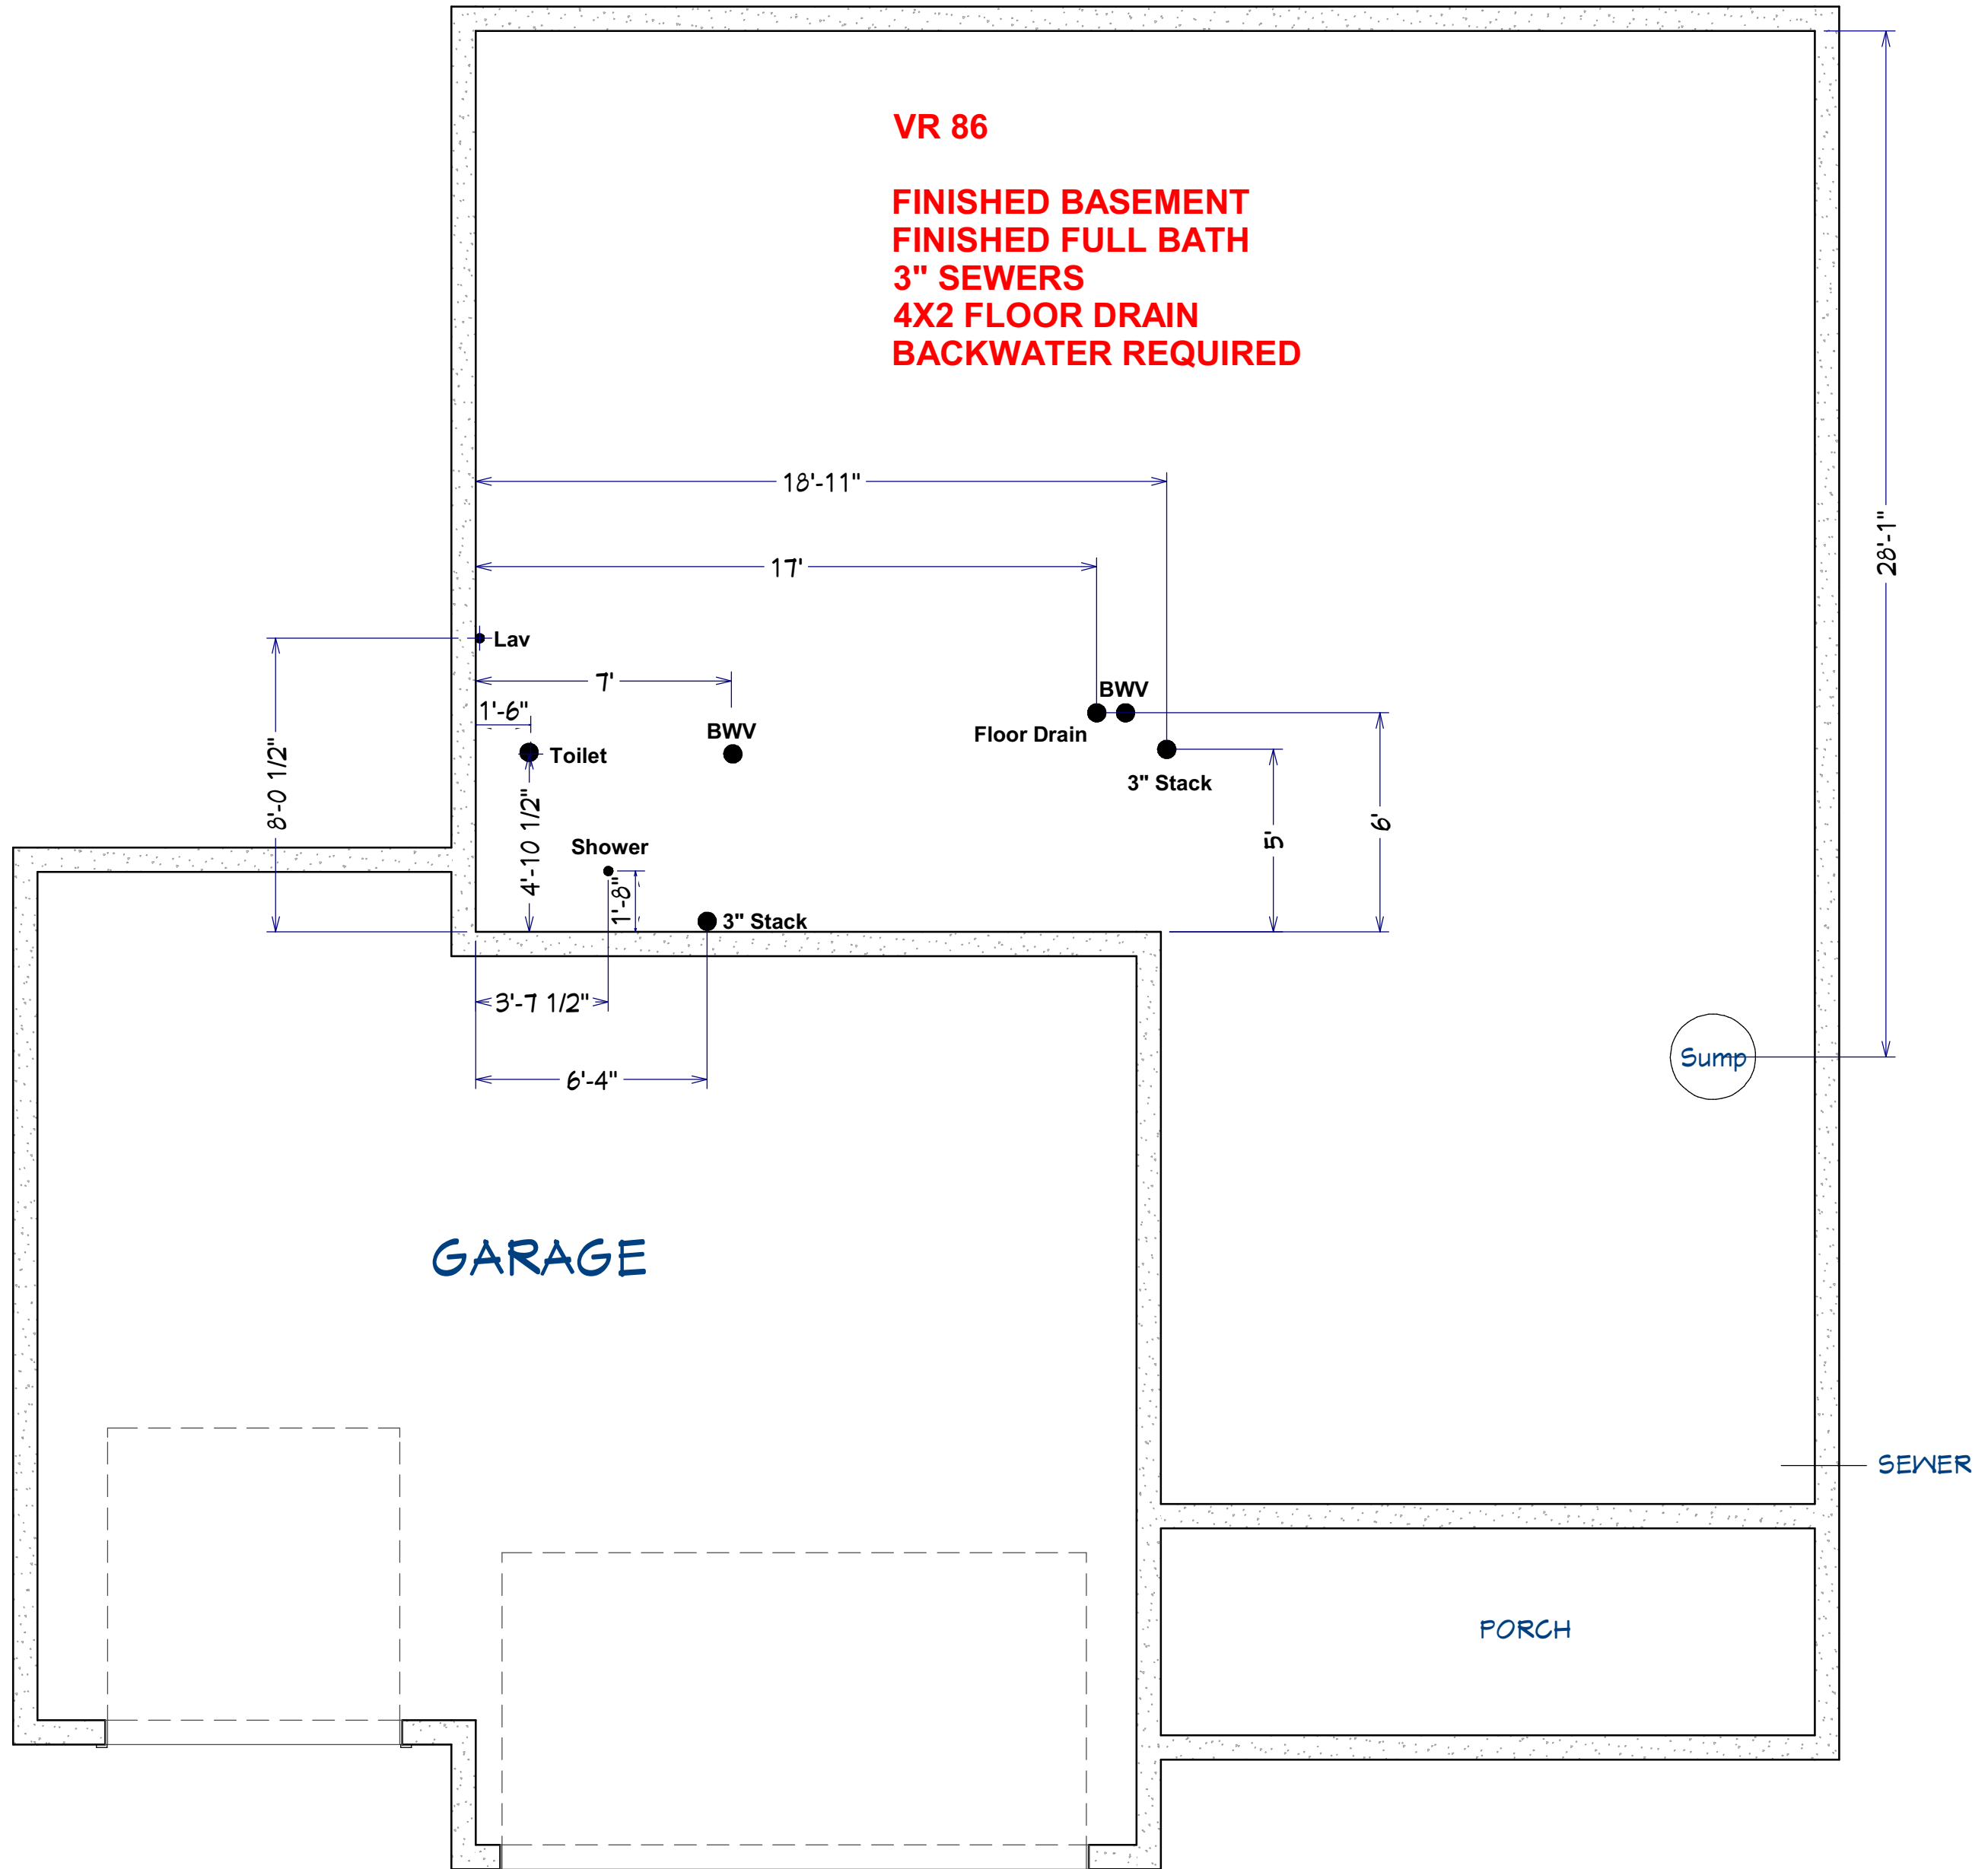 VR 86
FINISHED BASEMENT
FINISHED FULL BATH
3" SEWERS
4X2 FLOOR DRAIN
BACKWATER REQUIRED
18'-11"
28'-1"
17'
Lav
7'
BWV
1'-6"
BWV
Floor Drain
Toilet
3" Stack
8'-0 1/2"
4'-10 1/2"
5'
6'
Shower
1'-8"
3" Stack
3'-7 1/2"
Sump
6'-4"
GARAGE
SEWER
PORCH